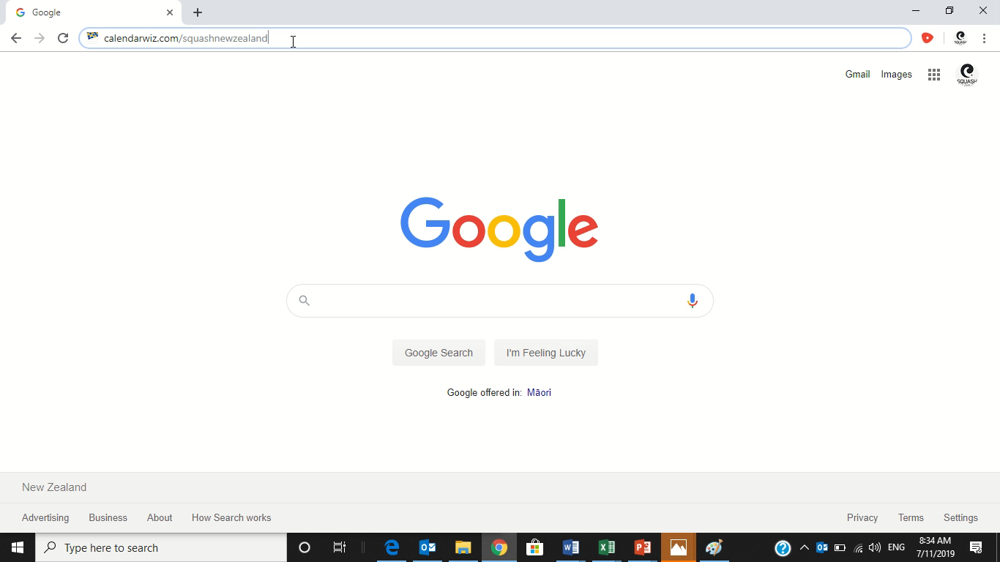 Google
calendarwiz.com/squashnewzealand
Gmail Images
SQUASH
Google
Google Search I'm Feeling Lucky
Google offered in: Māori
New Zealand
Advertising Business About How Search works Privacy Terms Settings
Type here to search
ENG
8:34 AM
7/11/2019